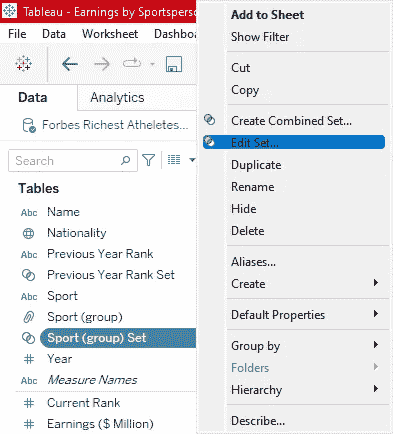 Tableau - Earnings by Sportsperso
File Data Worksheet Dashboard
Data Analytics
Forbes Richest Atheletes...
Search
Tables
Abc Name
Nationality
Previous Year Rank
Previous Year Rank Set
Abc Sport
Sport (group)
Sport (group) Set
# Year
Abc Measure Names
# Current Rank
# Earnings ($ Million)
Add to Sheet
Show Filter
Cut
Copy
Create Combined Set...
Edit Set...
Duplicate
Rename
Hide
Delete
Aliases...
Create
Default Properties
Group by
Folders
Hierarchy
Describe...